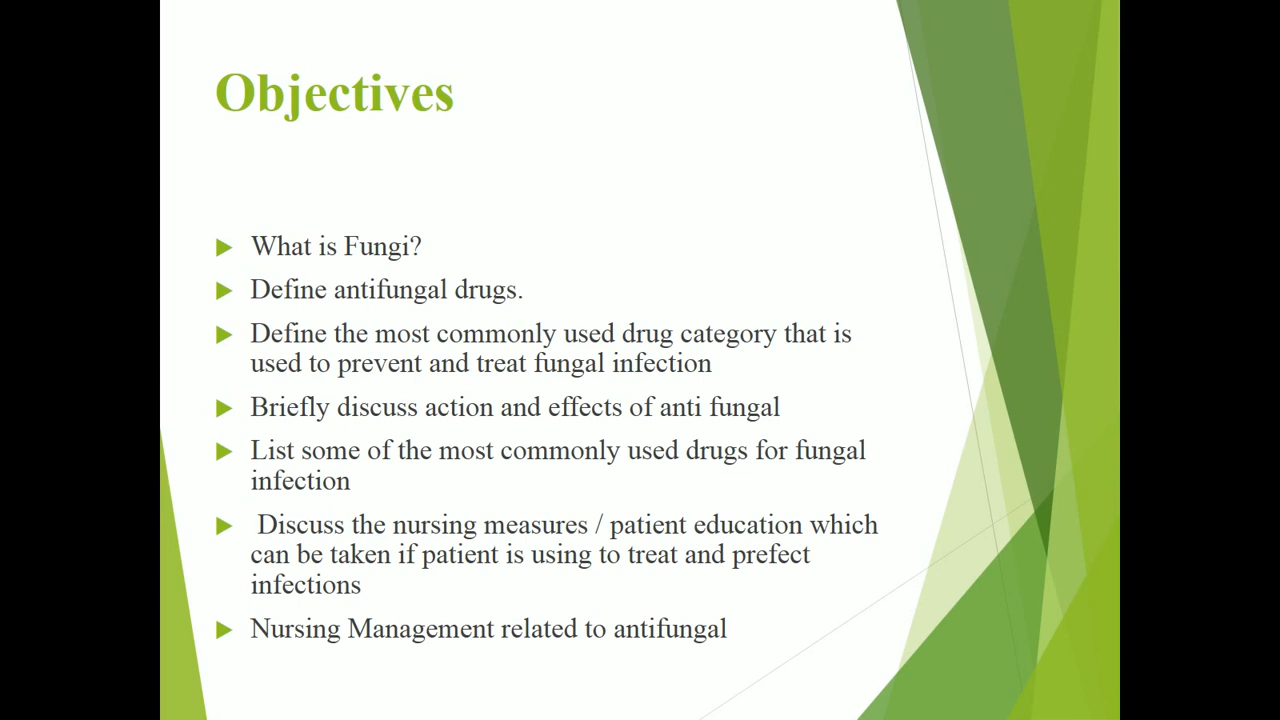 Objectives
What is Fungi?
Define antifungal drugs.
Define the most commonly used drug category that is
used to prevent and treat fungal infection
Briefly discuss action and effects of anti fungal
List some of the most commonly used drugs for fungal
infection
Discuss the nursing measures / patient education which
can be taken if patient is using to treat and prefect
infections
Nursing Management related to antifungal